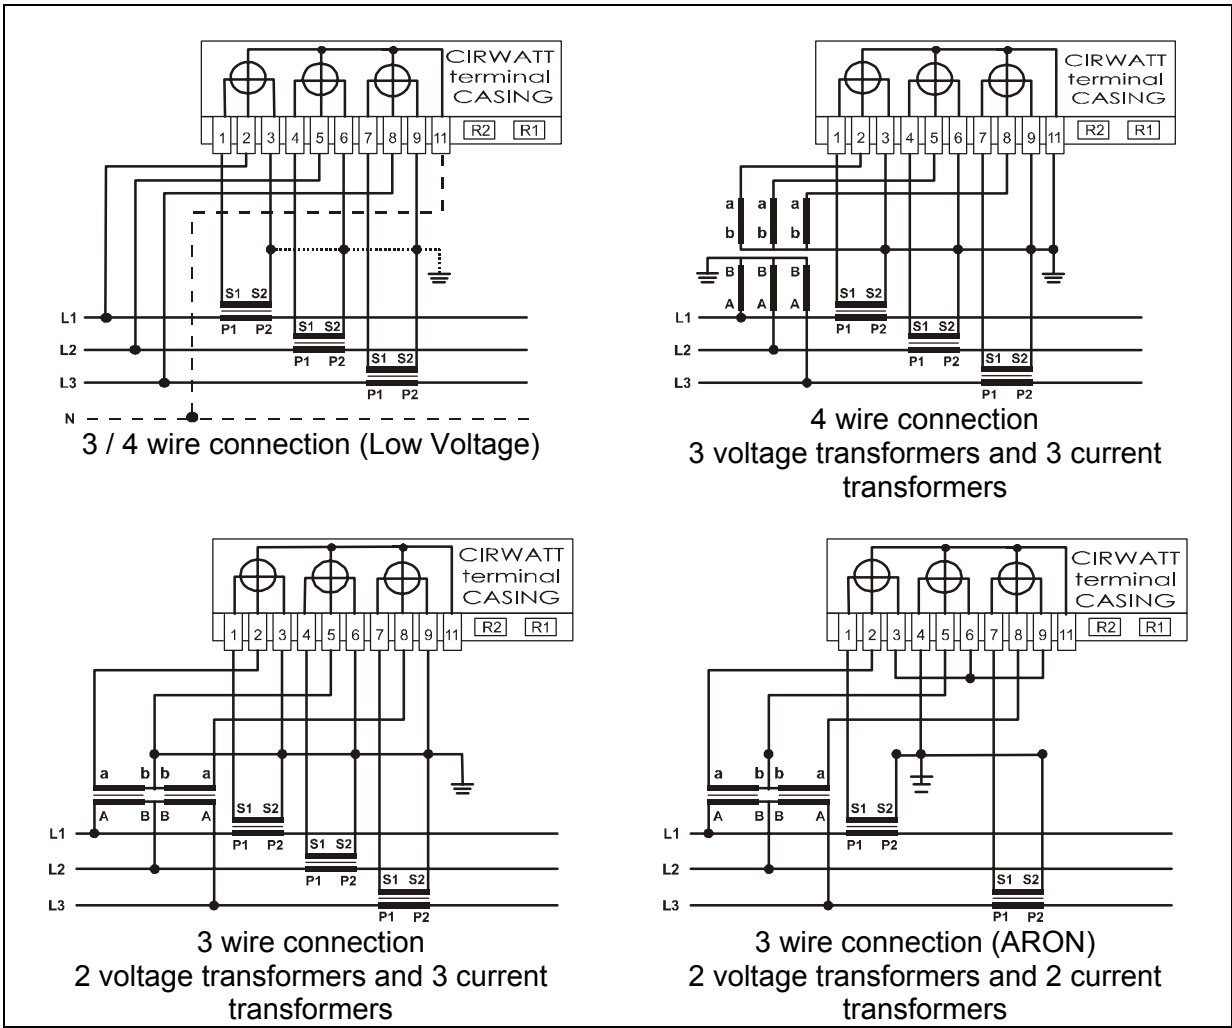 CIRWATT
terminal
CASING
1 2 3 4 5 6 7 8 9 11 R2 R1
S1 S2
L1
P1 P2 S1 S2
L2
P1 P2 S1 S2
L3
P1 P2
N
3 / 4 wire connection (Low Voltage)
CIRWATT
terminal
CASING
1 2 3 4 5 6 7 8 9 11 R2 R1
a a a
b b b
B B B
A A A S1 S2
L1
P1 P2 S1 S2
L2
P1 P2 S1 S2
L3
P1 P2
4 wire connection
3 voltage transformers and 3 current
transformers
CIRWATT
terminal
CASING
1 2 3 4 5 6 7 8 9 11 R2 R1
a b b a
A B B A S1 S2
L1
P1 P2 S1 S2
L2
P1 P2 S1 S2
L3
P1 P2
3 wire connection
2 voltage transformers and 3 current
transformers
CIRWATT
terminal
CASING
1 2 3 4 5 6 7 8 9 11 R2 R1
a b b a
A B B A S1 S2
L1
P1 P2
L2
S1 S2
L3
P1 P2
3 wire connection (ARON)
2 voltage transformers and 2 current
transformers